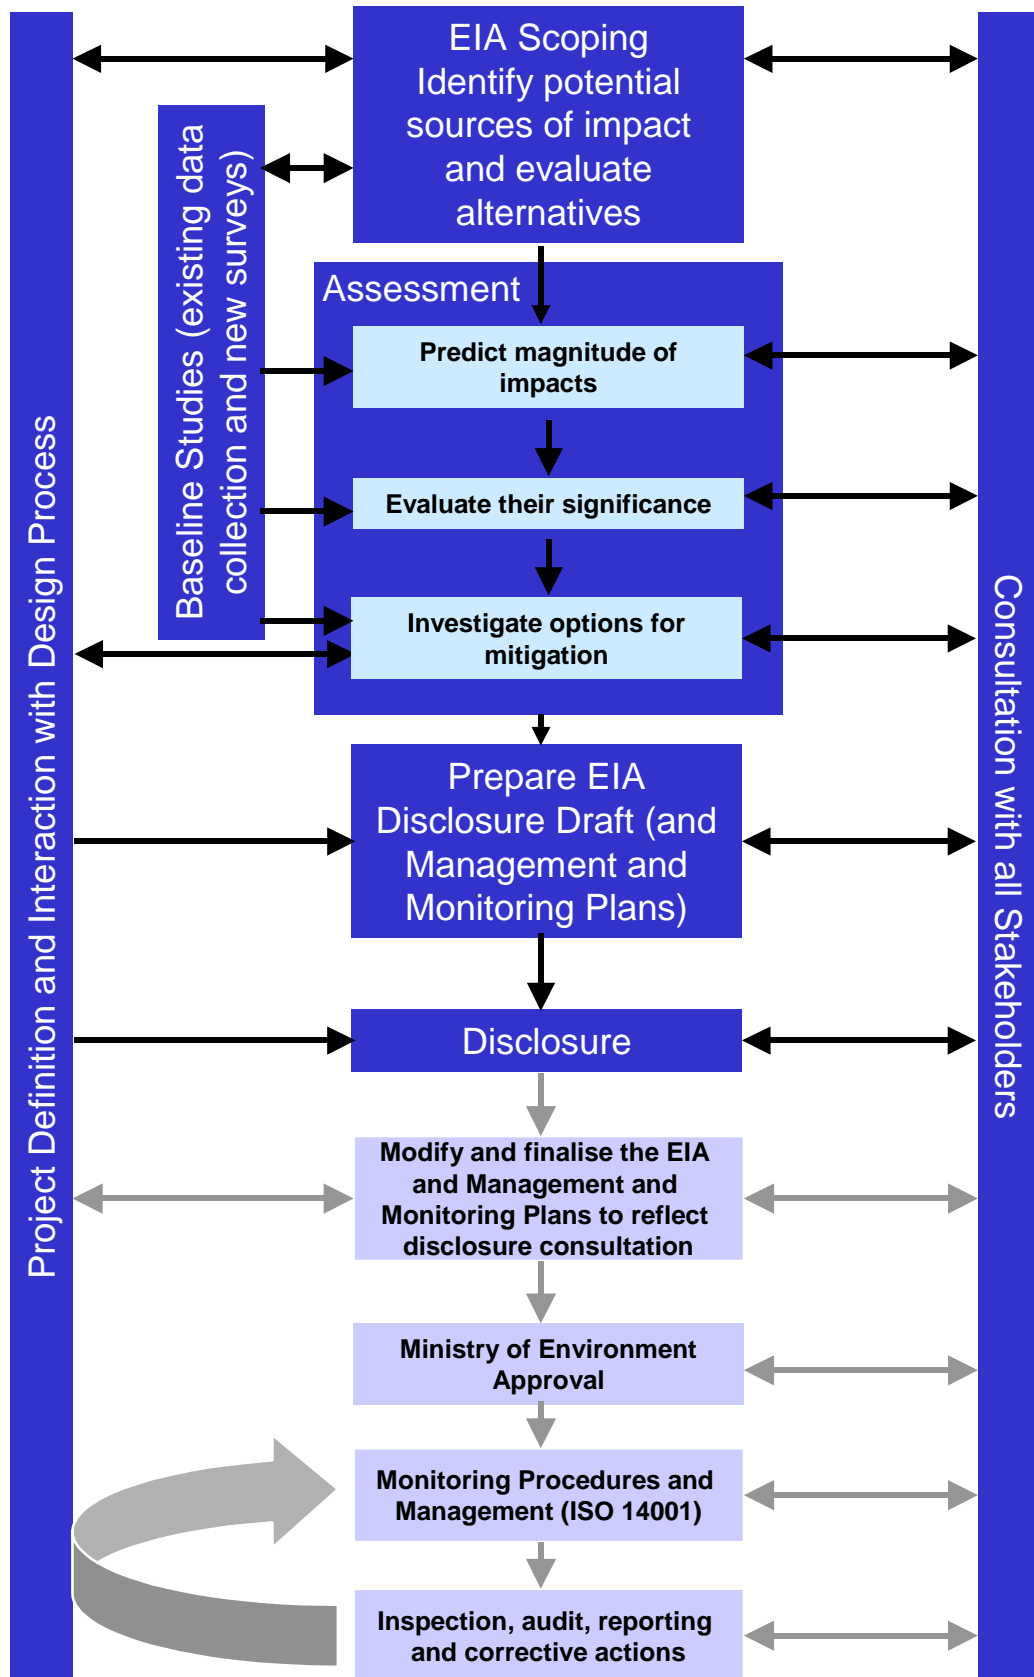 EIA Scoping
Identify potential
sources of impact
and evaluate
alternatives
Baseline Studies (existing data
collection and new surveys)
Assessment
Predict magnitude of
impacts
Evaluate their significance
Investigate options for
mitigation
Project Definition and Interaction with Design Process
Consultation with all Stakeholders
Prepare EIA
Disclosure Draft (and
Management and
Monitoring Plans)
Disclosure
Modify and finalise the EIA
and Management and
Monitoring Plans to reflect
disclosure consultation
Ministry of Environment
Approval
Monitoring Procedures and
Management (ISO 14001)
Inspection, audit, reporting
and corrective actions